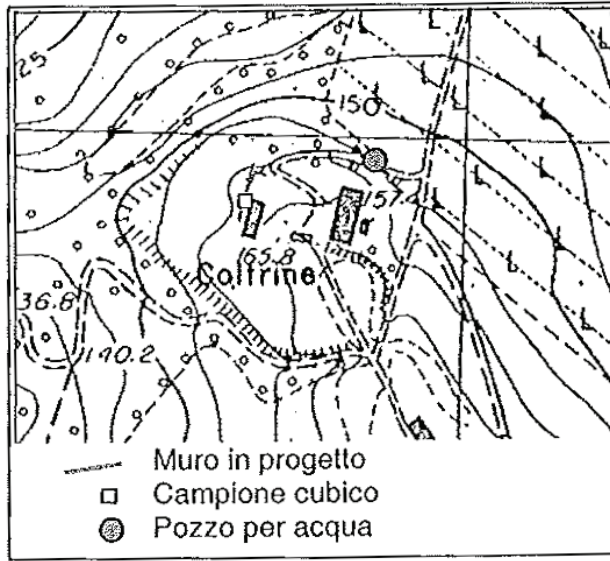 25
150
157
165.8
Coltrine
36.8
140.2
L L L L L L L L L L L L
Muro in progetto
Campione cubico
Pozzo per acqua